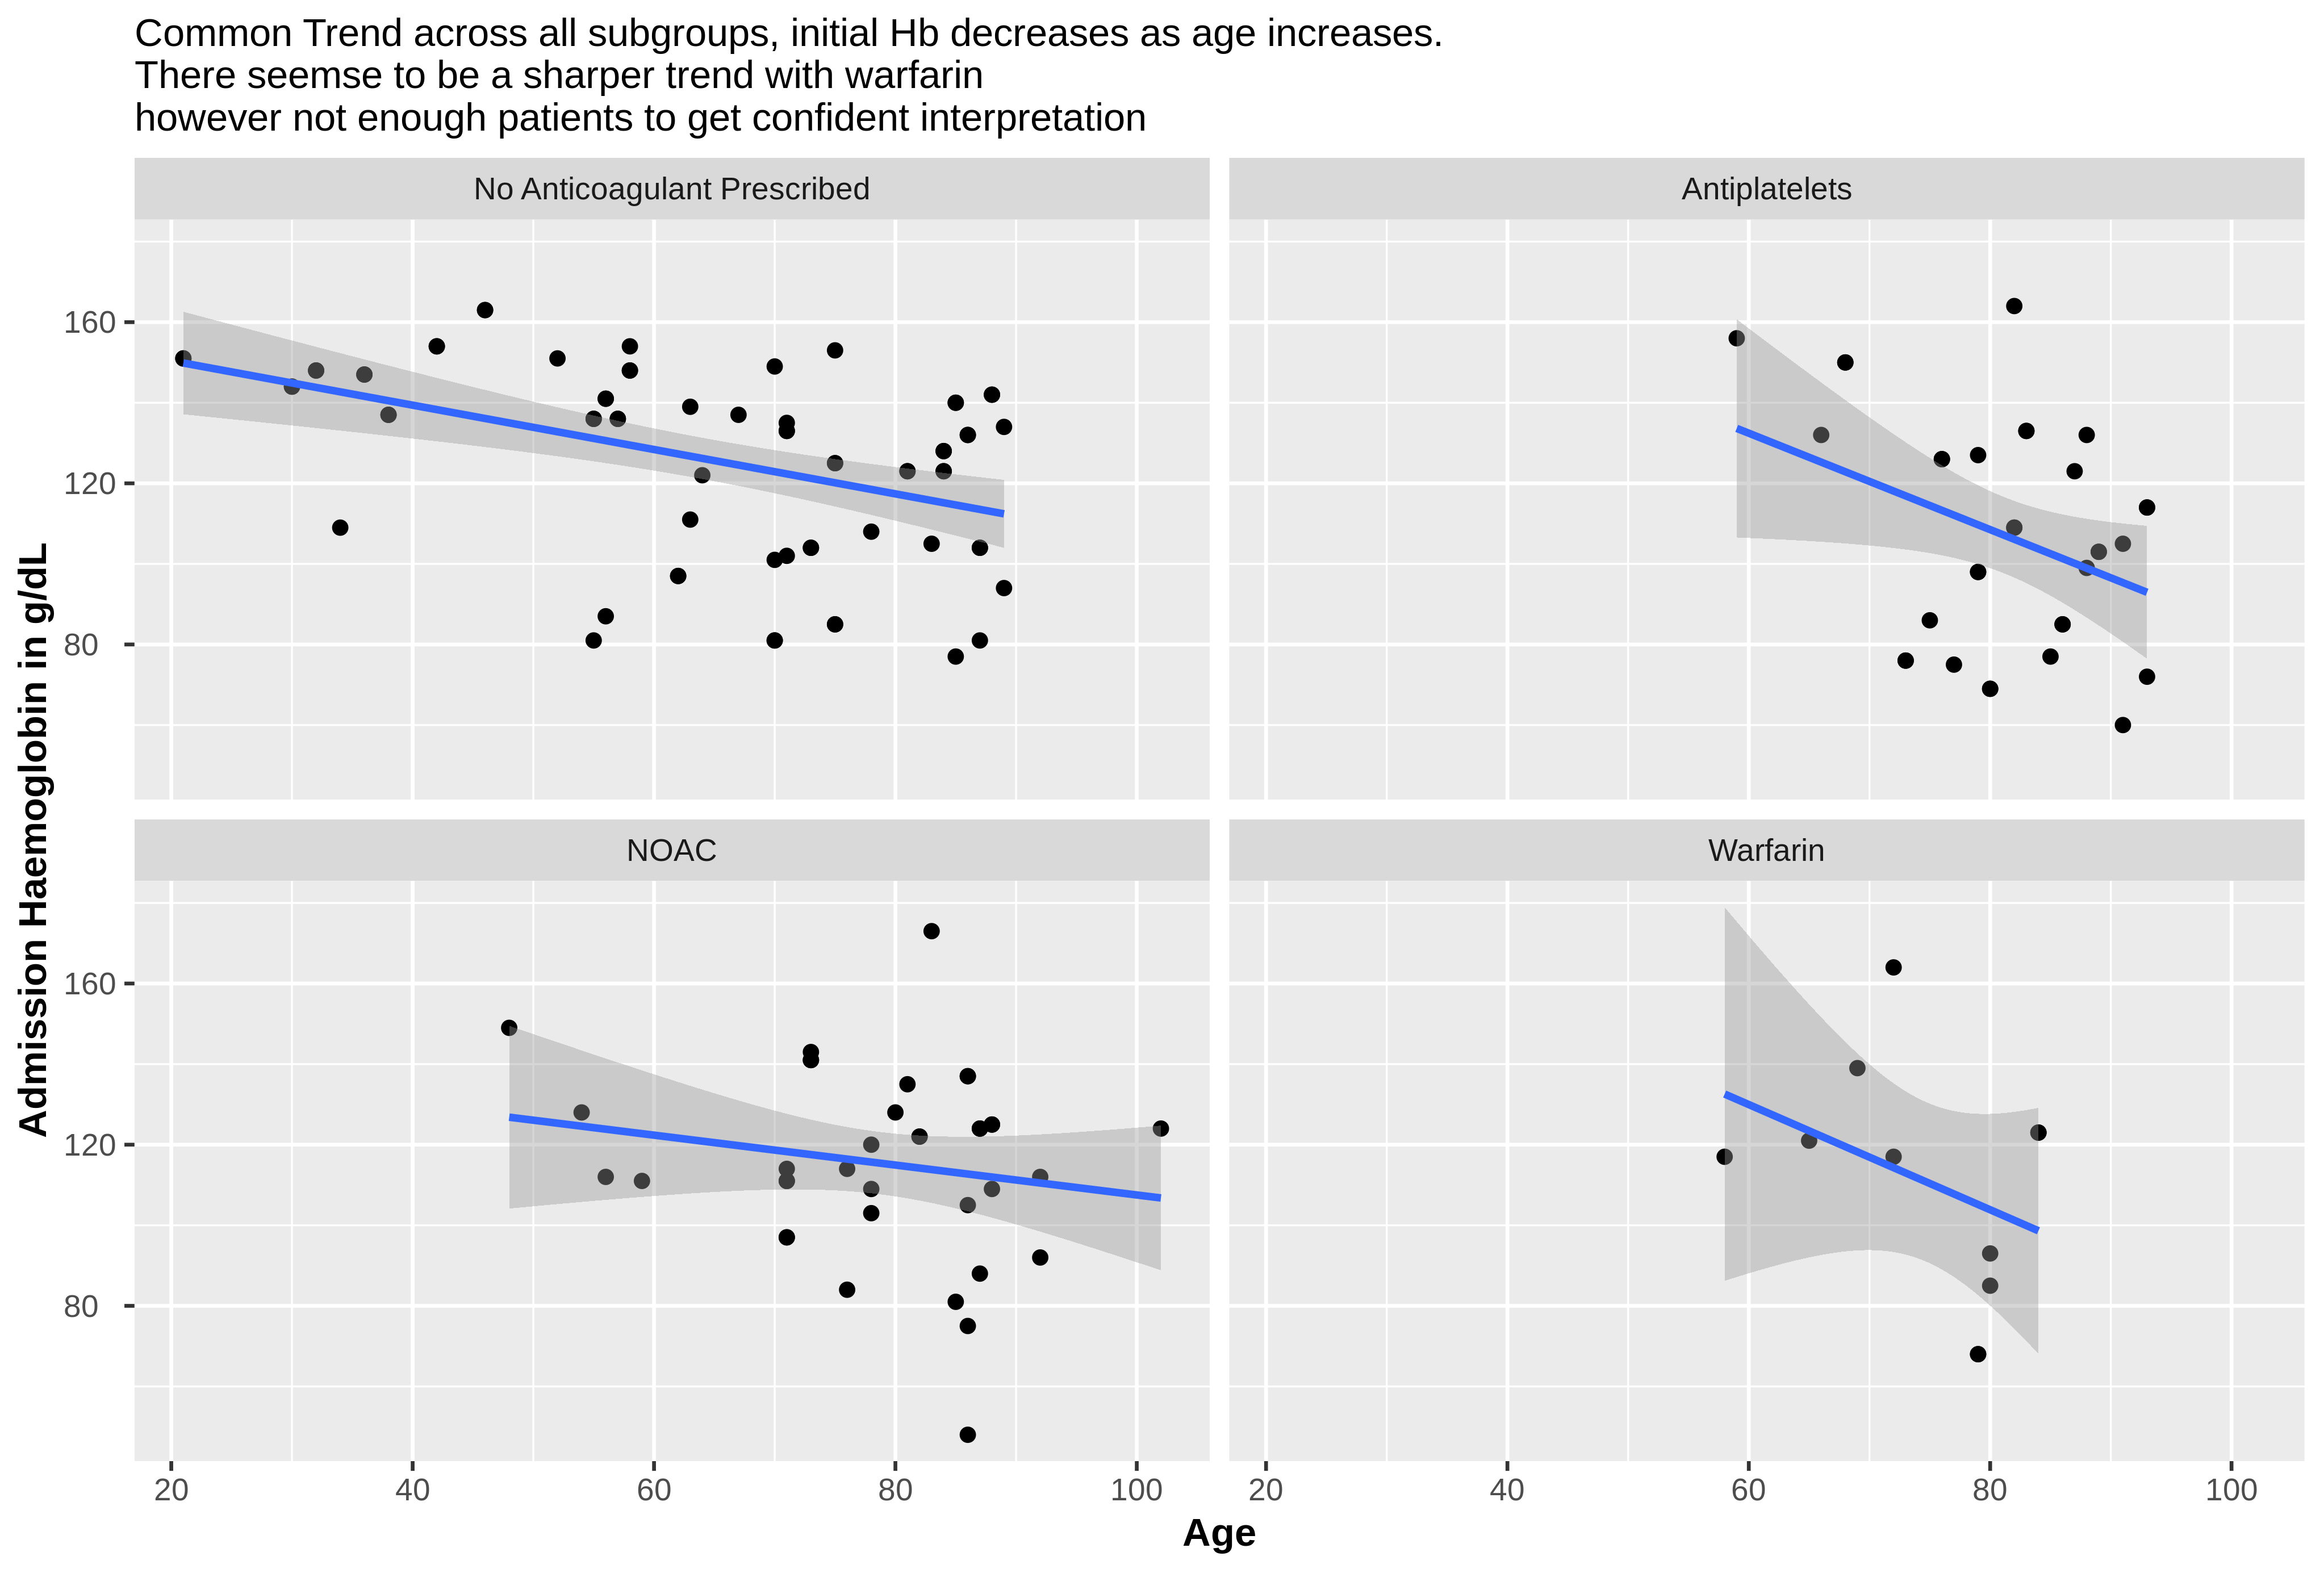 Common Trend across all subgroups, initial Hb decreases as age increases.
There seemse to be a sharper trend with warfarin
however not enough patients to get confident interpretation
No Anticoagulant Prescribed
Antiplatelets
160
120
80
Admission Haemoglobin in g/dL
NOAC
Warfarin
160
120
80
20 40 60 80 100 20 40 60 80 100
Age